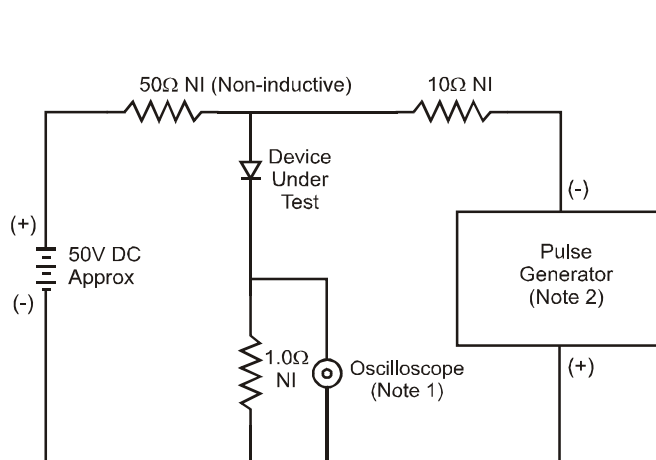 50Ω NI (Non-inductive)
10Ω NI
Device
Under
Test
(-)
(+)
50V DC
Approx
(-)
Pulse
Generator
(Note 2)
1.0Ω
NI
Oscilloscope
(Note 1)
(+)